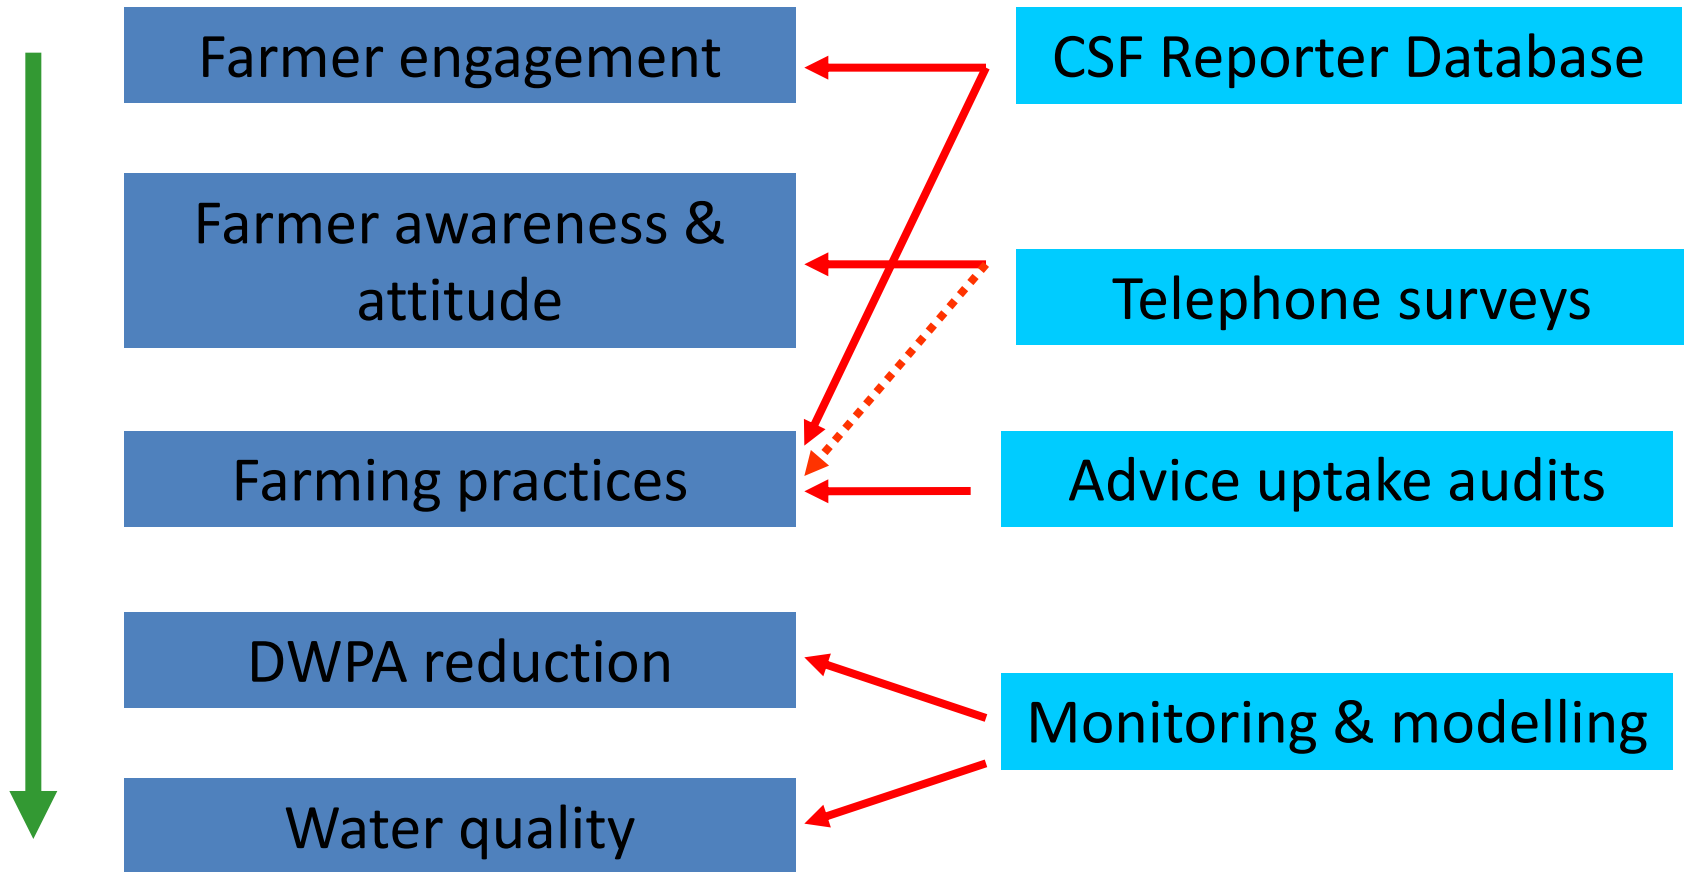 Farmer engagement
CSF Reporter Database
Farmer awareness &
attitude
Telephone surveys
Farming practices
Advice uptake audits
DWPA reduction
Monitoring & modelling
Water quality